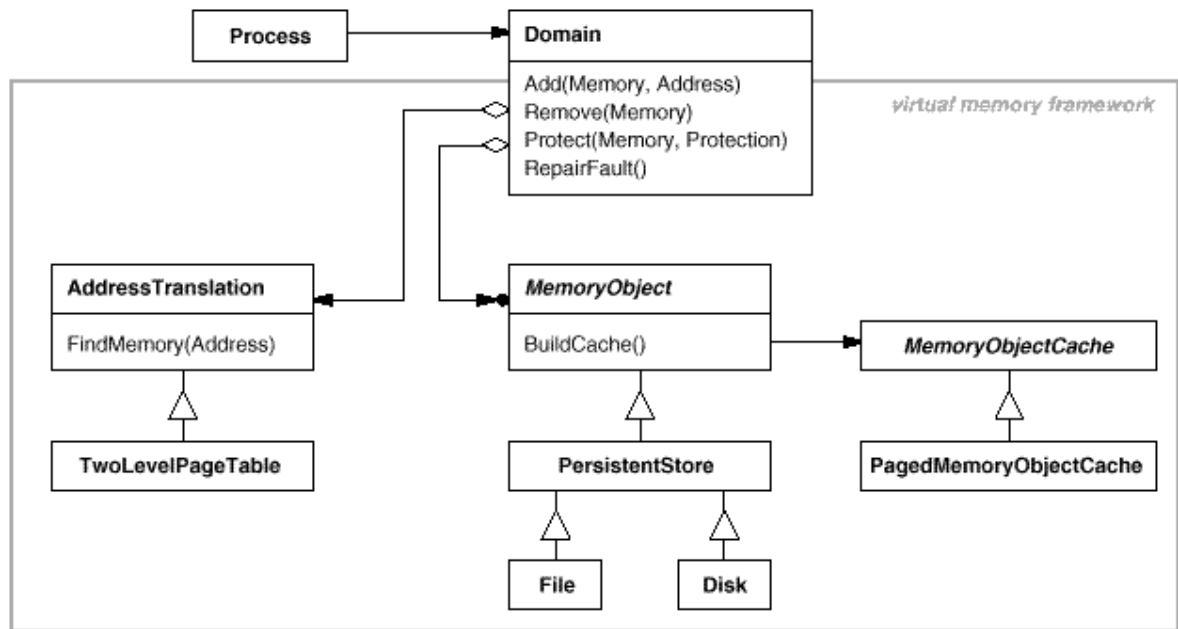 Process
Domain
Add(Memory, Address)
Remove(Memory)
Protect(Memory, Protection)
RepairFault()
virtual memory framework
AddressTranslation
FindMemory(Address)
MemoryObject
BuildCache()
MemoryObjectCache
TwoLevelPageTable
PersistentStore
PagedMemoryObjectCache
File
Disk